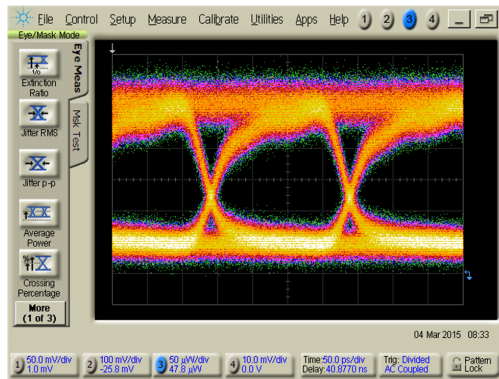 File Control Setup Measure Calibrate Utilities Apps Help 1 2 3 4
Eye/Mask Mode
Eye Meas
Msk Test
Extinction
Ratio
Jitter RMS
Jitter p-p
Average
Power
Crossing
Percentage
More
(1 of 3)
04 Mar 2015 08:33
1 50.0 mV/div
1.0 mV
2 100 mV/div
-25.8 mV
3 50 µW/div
47.8 µW
4 10.0 mV/div
0.0 V
Time:50.0 ps/div
Delay:40.8770 ns
Trig: Divided
AC Coupled
Pattern
Lock